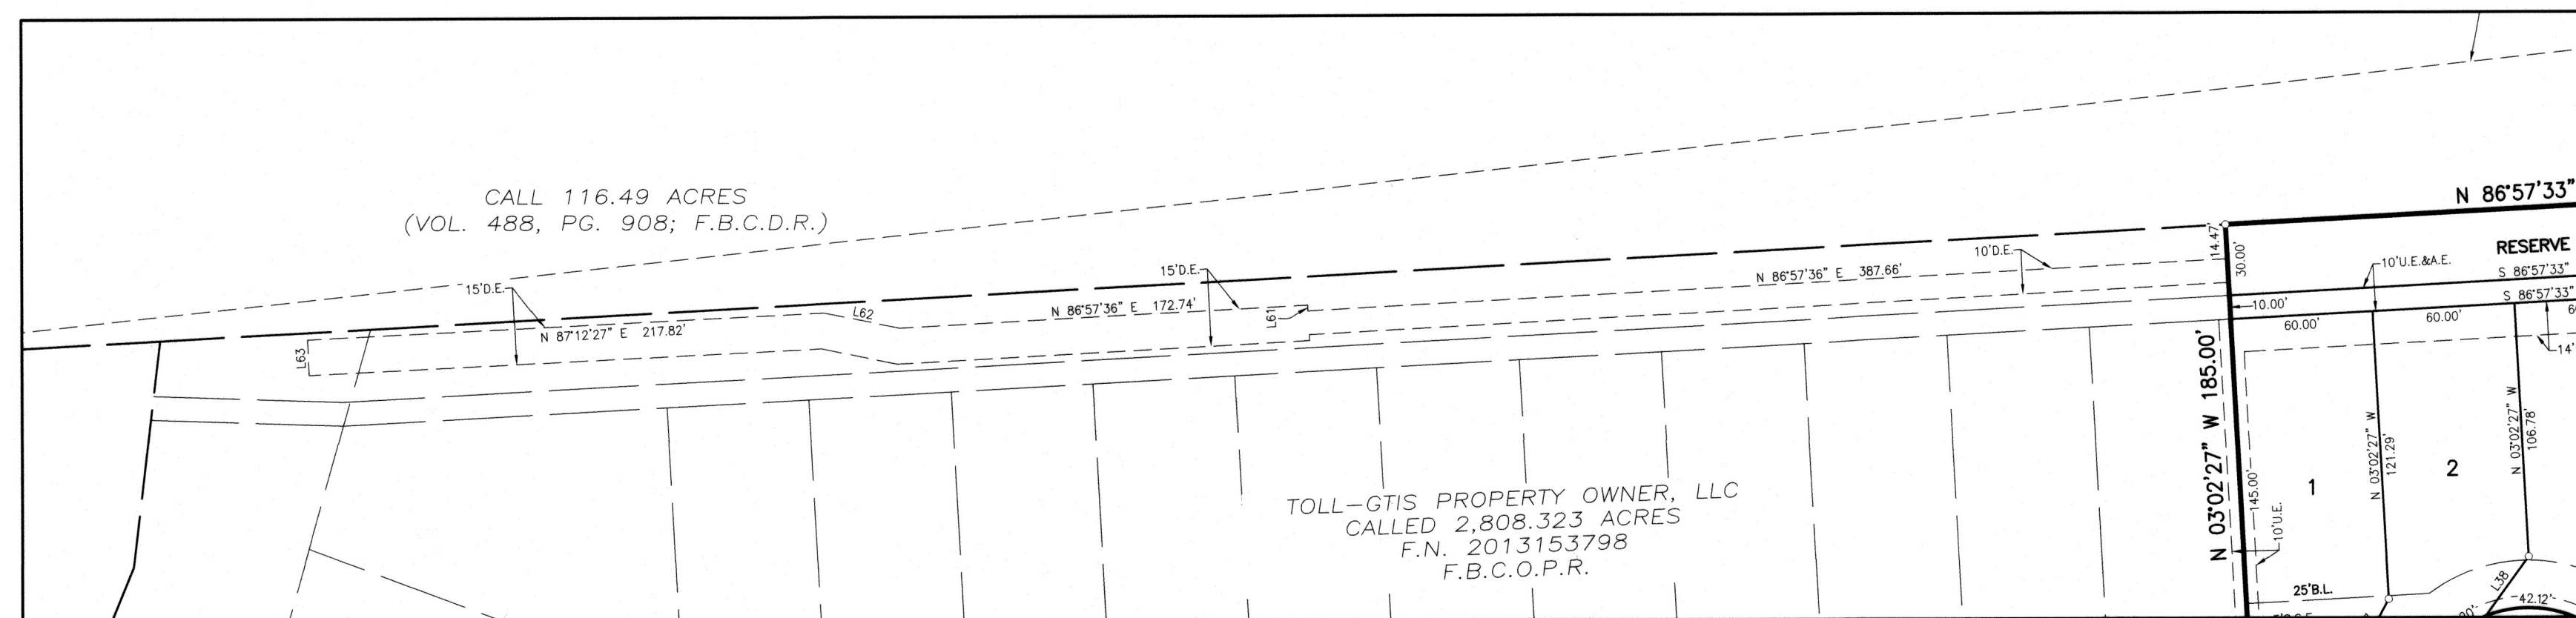 CALL 116.49 ACRES
(VOL. 488, PG. 908; F.B.C.D.R.)
15'D.E.
L63
N 87°12'27" E 217.82'
L62
15'D.E.
N 86°57'36" E 172.74'
L61
N 86°57'36" E 387.66'
10'D.E.
TOLL-GTIS PROPERTY OWNER, LLC
CALLED 2,808.323 ACRES
F.N. 2013153798
F.B.C.O.P.R.
N 86°57'33"
14.47'
30.00'
RESERVE
10'U.E.&A.E.
S 86°57'33"
10.00'
S 86°57'33"
60.00'
60.00'
14'
N 03°02'27" W 185.00'
145.00'
10'U.E.
1
N 03°02'27" W
121.29'
2
N 03°02'27" W
106.78'
25'B.L.
L38
42.12'